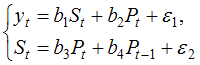 y_t = b_1 S_t + b_2 P_t + ε_1,
S_t = b_3 P_t + b_4 P_{t-1} + ε_2